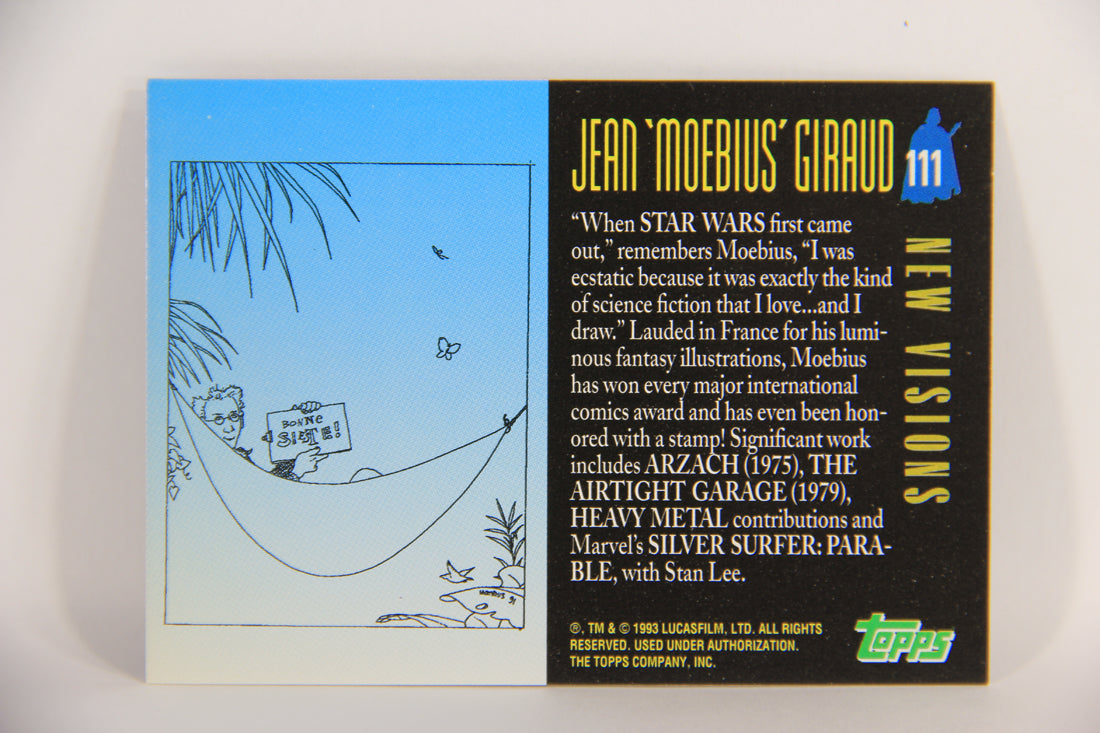 BONNE
SIESTE!
MOEBIUS 91
JEAN 'MOEBIUS' GIRAUD
111
NEW VISIONS
“When STAR WARS first came
out,” remembers Moebius, “I was
ecstatic because it was exactly the kind
of science fiction that I love...and I
draw.” Lauded in France for his lumi-
nous fantasy illustrations, Moebius
has won every major international
comics award and has even been hon-
ored with a stamp! Significant work
includes ARZACH (1975), THE
AIRTIGHT GARAGE (1979),
HEAVY METAL contributions and
Marvel’s SILVER SURFER: PARA-
BLE, with Stan Lee.
®, TM & © 1993 LUCASFILM, LTD. ALL RIGHTS
RESERVED. USED UNDER AUTHORIZATION.
THE TOPPS COMPANY, INC.
topps